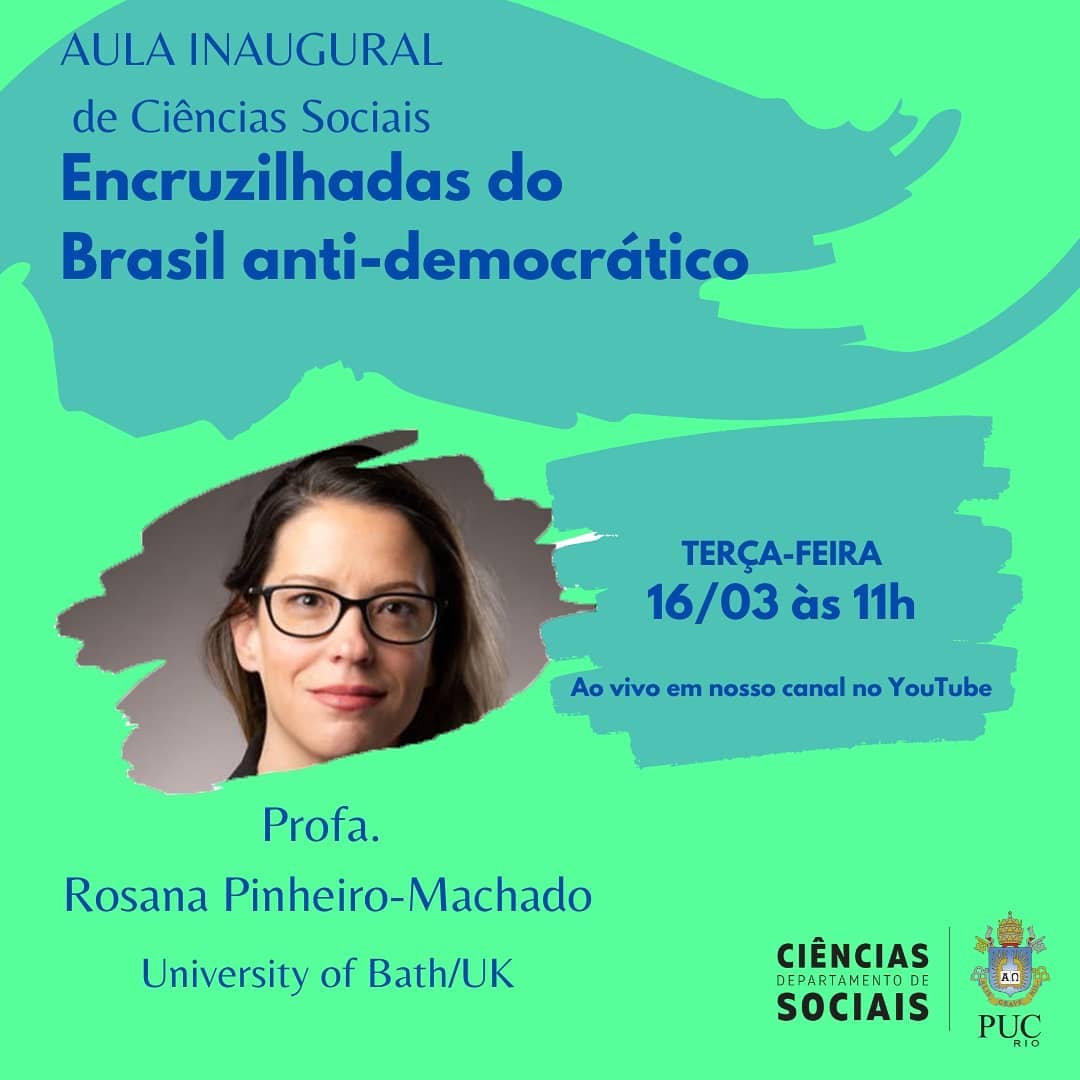 AULA INAUGURAL
de Ciências Sociais
Encruzilhadas do
Brasil anti-democrático
TERÇA-FEIRA
16/03 às 11h
Ao vivo em nosso canal no YouTube
Profa.
Rosana Pinheiro-Machado
University of Bath/UK
CIÊNCIAS
DEPARTAMENTO DE
SOCIAIS
ΑΩ
PUC
RIO